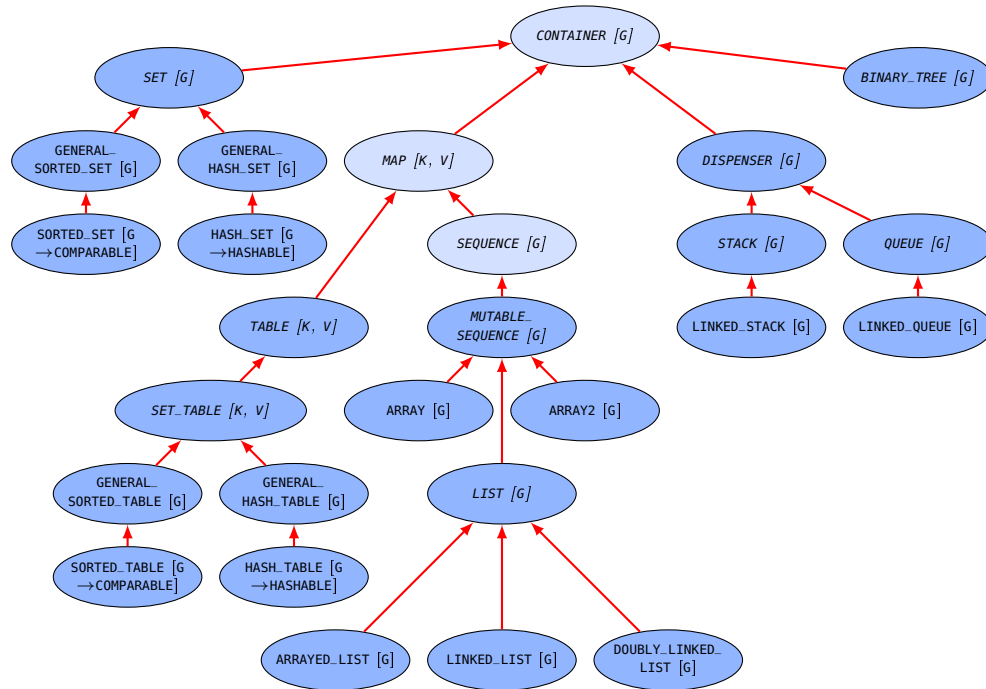 CONTAINER [G]
SET [G]
BINARY_TREE [G]
GENERAL_
SORTED_SET [G]
GENERAL_
HASH_SET [G]
MAP [K, V]
DISPENSER [G]
SORTED_SET [G
→COMPARABLE]
HASH_SET [G
→HASHABLE]
SEQUENCE [G]
STACK [G]
QUEUE [G]
TABLE [K, V]
MUTABLE_
SEQUENCE [G]
LINKED_STACK [G]
LINKED_QUEUE [G]
SET_TABLE [K, V]
ARRAY [G]
ARRAY2 [G]
GENERAL_
SORTED_TABLE [G]
GENERAL_
HASH_TABLE [G]
LIST [G]
SORTED_TABLE [G
→COMPARABLE]
HASH_TABLE [G
→HASHABLE]
ARRAYED_LIST [G]
LINKED_LIST [G]
DOUBLY_LINKED_
LIST [G]